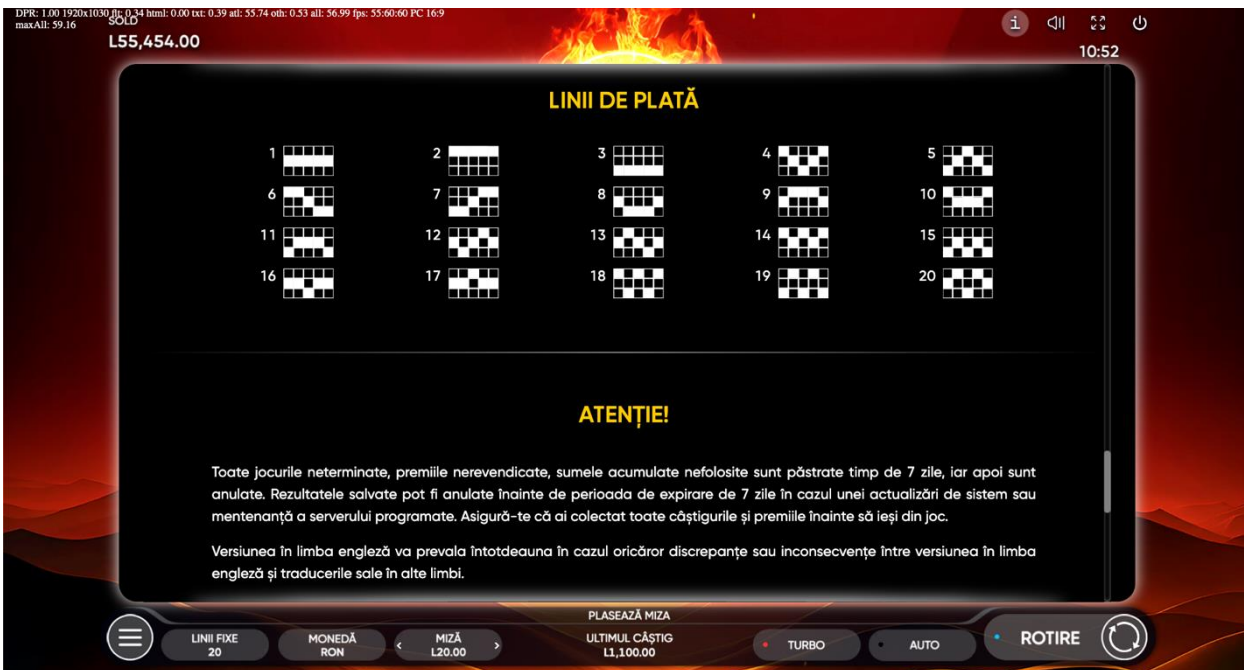 DPR: 1.00 1920x1030 flt: 0.34 html: 0.00 txt: 0.39 atl: 55.74 oth: 0.53 all: 56.99 fps: 55:60:60 PC 16:9
maxAll: 59.16
SOLD
L55,454.00
i
10:52
LINII DE PLATĂ
1 2 3 4 5
6 7 8 9 10
11 12 13 14 15
16 17 18 19 20
ATENȚIE!
Toate jocurile neterminate, premiile nerevendicate, sumele acumulate nefolosite sunt păstrate timp de 7 zile, iar apoi sunt
anulate. Rezultatele salvate pot fi anulate înainte de perioada de expirare de 7 zile în cazul unei actualizări de sistem sau
mentenanță a serverului programate. Asigură-te că ai colectat toate câștigurile și premiile înainte să ieși din joc.
Versiunea în limba engleză va prevala întotdeauna în cazul oricăror discrepanțe sau inconsecvențe între versiunea în limba
engleză și traducerile sale în alte limbi.
PLASEAZĂ MIZA
LINII FIXE
20
MONEDĂ
RON
MIZĂ
L20.00
ULTIMUL CÂȘTIG
L1,100.00
TURBO
AUTO
ROTIRE